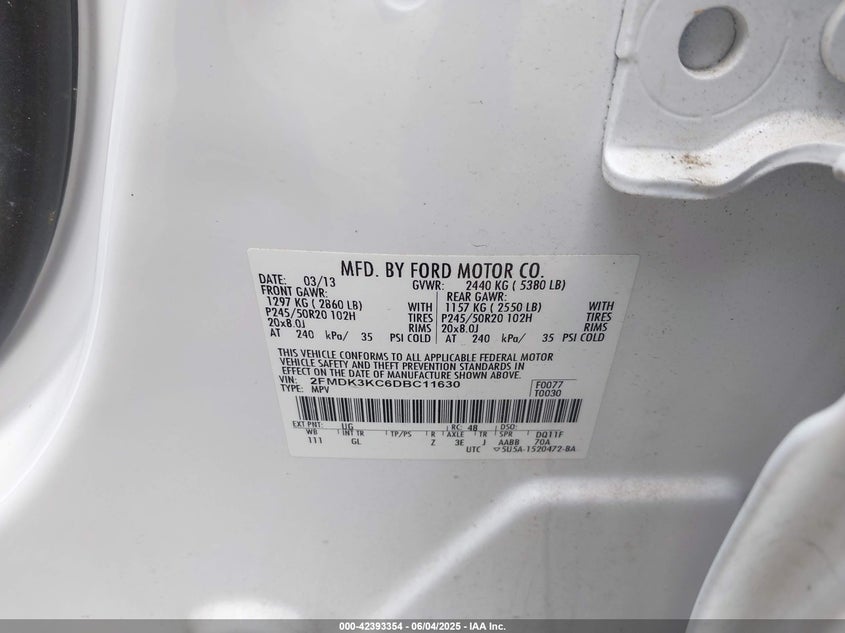 MFD. BY FORD MOTOR CO.
DATE: 03/13 GVWR: 2440 KG ( 5380 LB)
FRONT GAWR: REAR GAWR:
1297 KG ( 2860 LB) WITH 1157 KG ( 2550 LB) WITH
P245/50R20 102H TIRES P245/50R20 102H TIRES
20x8.0J RIMS 20x8.0J RIMS
AT 240 kPa/ 35 PSI COLD AT 240 kPa/ 35 PSI COLD
THIS VEHICLE CONFORMS TO ALL APPLICABLE FEDERAL MOTOR
VEHICLE SAFETY AND THEFT PREVENTION STANDARDS IN
EFFECT ON THE DATE OF MANUFACTURE SHOWN ABOVE.
VIN: 2FMDK3KC6DBC11630 F0077
TYPE: MPV T0030
EXT PNT: UG RC: 48 DSO:
WB INT TR TP/PS R AXLE TR SPR DQ11F
111 GL Z 3E J AABB 70A
UTC ▽SU5A-1520472-BA
000-42393354 | 06/04/2025 - IAA Inc.